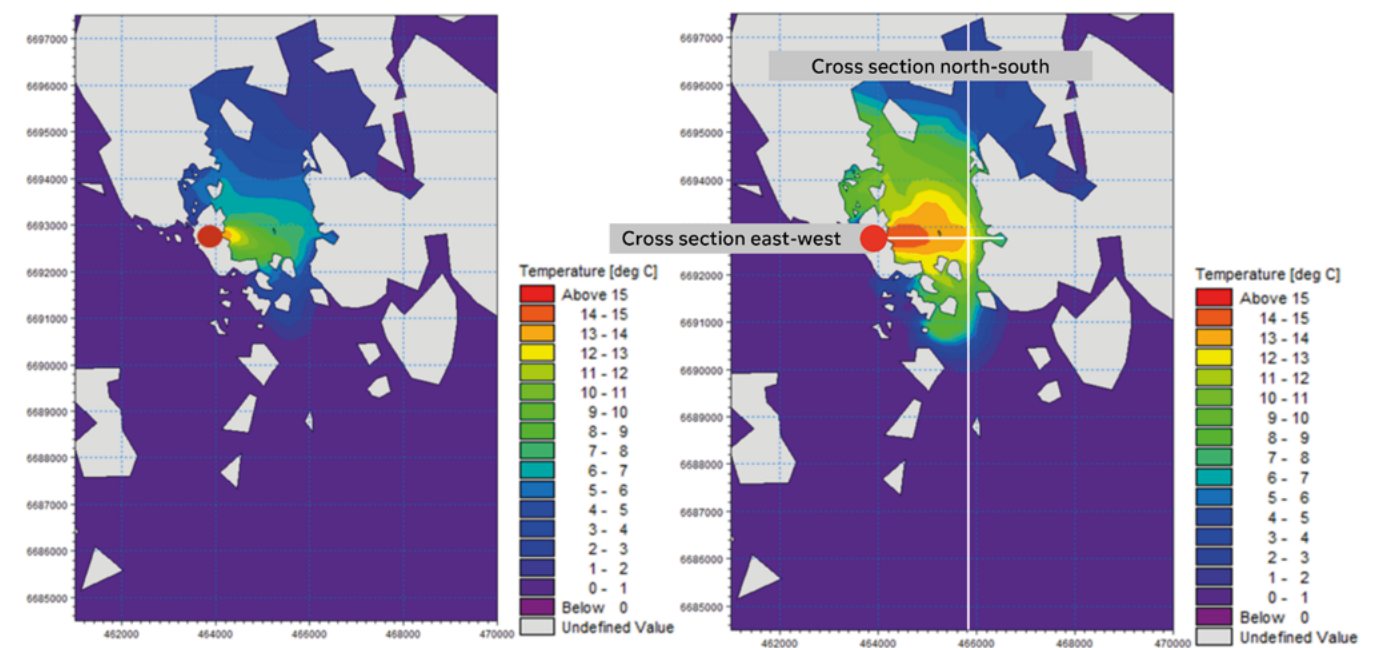 6697000
6696000
6695000
6694000
6693000
6692000
6691000
6690000
6689000
6688000
6687000
6686000
6685000
462000 464000 466000 468000 470000
Temperature [deg C]
Above 15
14 - 15
13 - 14
12 - 13
11 - 12
10 - 11
9 - 10
8 - 9
7 - 8
6 - 7
5 - 6
4 - 5
3 - 4
2 - 3
1 - 2
0 - 1
Below 0
Undefined Value
Cross section north-south
Cross section east-west
6697000
6696000
6695000
6694000
6692000
6691000
6690000
6689000
6688000
6687000
6686000
6685000
462000 464000 466000 468000 470000
Temperature [deg C]
Above 15
14 - 15
13 - 14
12 - 13
11 - 12
10 - 11
9 - 10
8 - 9
7 - 8
6 - 7
5 - 6
4 - 5
3 - 4
2 - 3
1 - 2
0 - 1
Below 0
Undefined Value